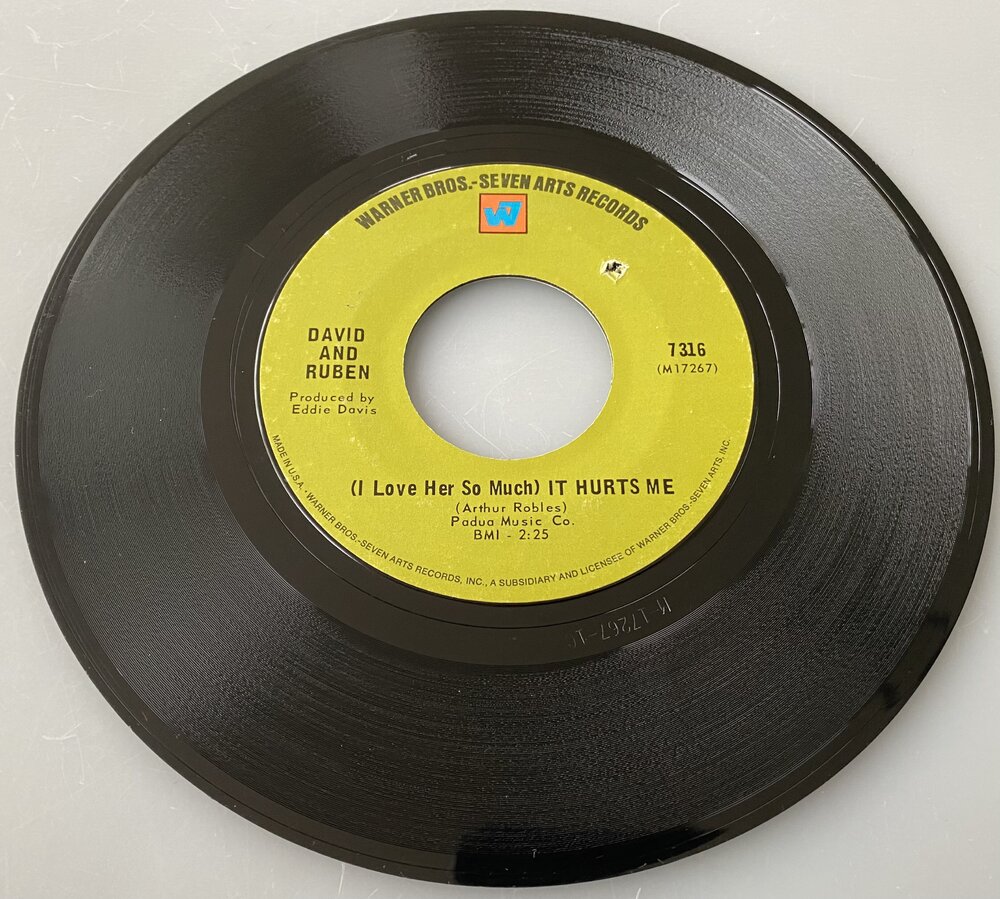 WARNER BROS.-SEVEN ARTS RECORDS
W7
DAVID
AND
RUBEN
Produced by
Eddie Davis
7316
(M17267)
(I Love Her So Much) IT HURTS ME
(Arthur Robles)
Padua Music Co.
BMI - 2:25
MADE IN U.S.A. - WARNER BROS.-SEVEN ARTS RECORDS, INC., A SUBSIDIARY AND LICENSEE OF WARNER BROS.-SEVEN ARTS, INC.